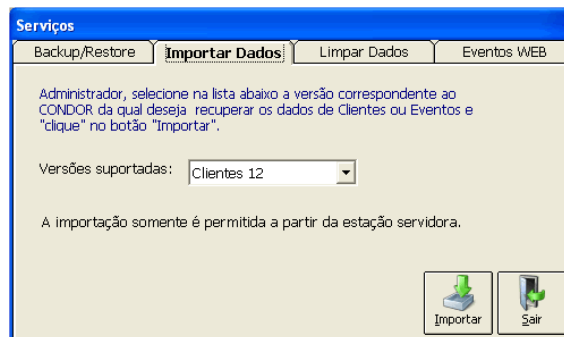 Serviços
Backup/Restore Importar Dados Limpar Dados Eventos WEB
Administrador, selecione na lista abaixo a versão correspondente ao
CONDOR da qual deseja recuperar os dados de Clientes ou Eventos e
"clique" no botão "Importar".
Versões suportadas: Clientes 12
A importação somente é permitida a partir da estação servidora.
Importar Sair